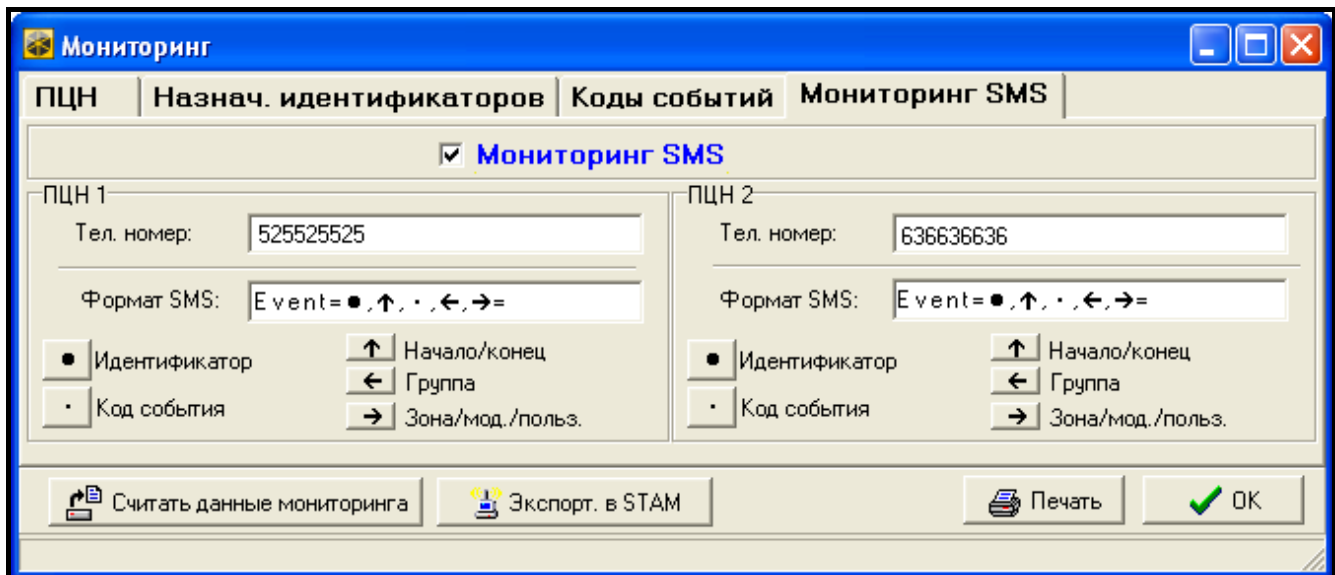 Мониторинг
ПЦН Назнач. идентификаторов Коды событий Мониторинг SMS
Мониторинг SMS
ПЦН 1
Тел. номер: 525525525
Формат SMS: Event=●,↑,·,←,→=
● Идентификатор
· Код события
↑ Начало/конец
← Группа
→ Зона/мод./польз.
ПЦН 2
Тел. номер: 636636636
Формат SMS: Event=●,↑,·,←,→=
● Идентификатор
· Код события
↑ Начало/конец
← Группа
→ Зона/мод./польз.
Считать данные мониторинга Экспорт. в STAM Печать OK